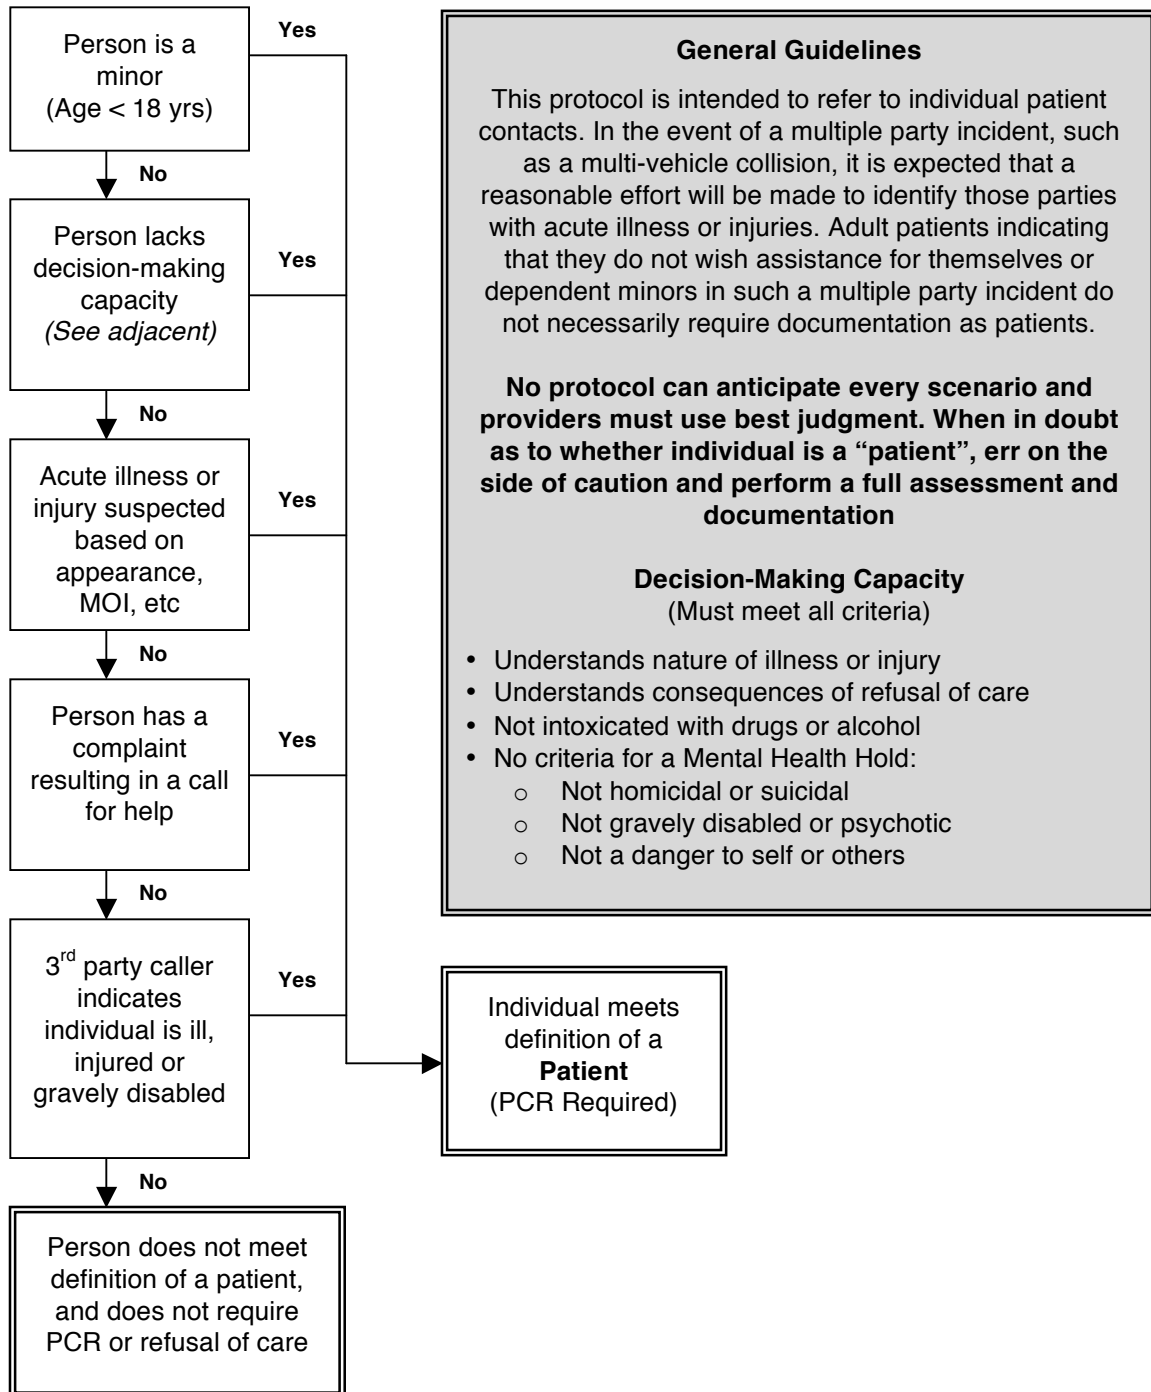 Person is a
minor
(Age < 18 yrs)
Yes
No
Person lacks
decision-making
capacity
(See adjacent)
Yes
No
Acute illness or
injury suspected
based on
appearance,
MOI, etc
Yes
No
Person has a
complaint
resulting in a call
for help
Yes
No
3rd party caller
indicates
individual is ill,
injured or
gravely disabled
Yes
No
Person does not meet
definition of a patient,
and does not require
PCR or refusal of care
General Guidelines
This protocol is intended to refer to individual patient
contacts. In the event of a multiple party incident, such
as a multi-vehicle collision, it is expected that a
reasonable effort will be made to identify those parties
with acute illness or injuries. Adult patients indicating
that they do not wish assistance for themselves or
dependent minors in such a multiple party incident do
not necessarily require documentation as patients.
No protocol can anticipate every scenario and
providers must use best judgment. When in doubt
as to whether individual is a “patient”, err on the
side of caution and perform a full assessment and
documentation
Decision-Making Capacity
(Must meet all criteria)
• Understands nature of illness or injury
• Understands consequences of refusal of care
• Not intoxicated with drugs or alcohol
• No criteria for a Mental Health Hold:
o Not homicidal or suicidal
o Not gravely disabled or psychotic
o Not a danger to self or others
Individual meets
definition of a
Patient
(PCR Required)